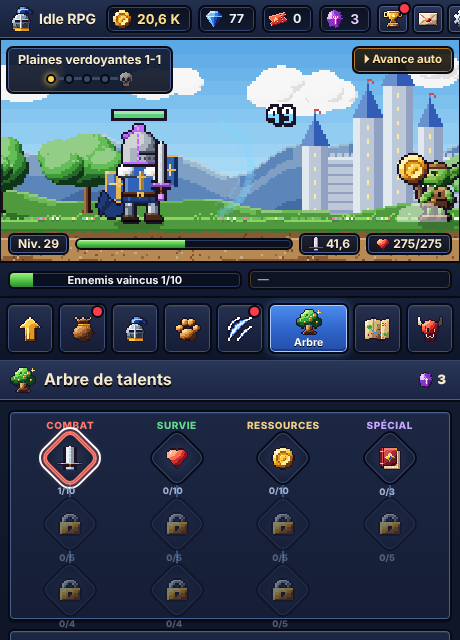 Idle RPG 20,6 K 77 0 3
Plaines verdoyantes 1-1
Avance auto
49
Niv. 29 41,6 275/275
Ennemis vaincus 1/10 —
Arbre
Arbre de talents 3
COMBAT SURVIE RESSOURCES SPÉCIAL
1/10 0/10 0/10 0/3
0/5 0/5 0/5 0/5
0/4 0/4 0/5